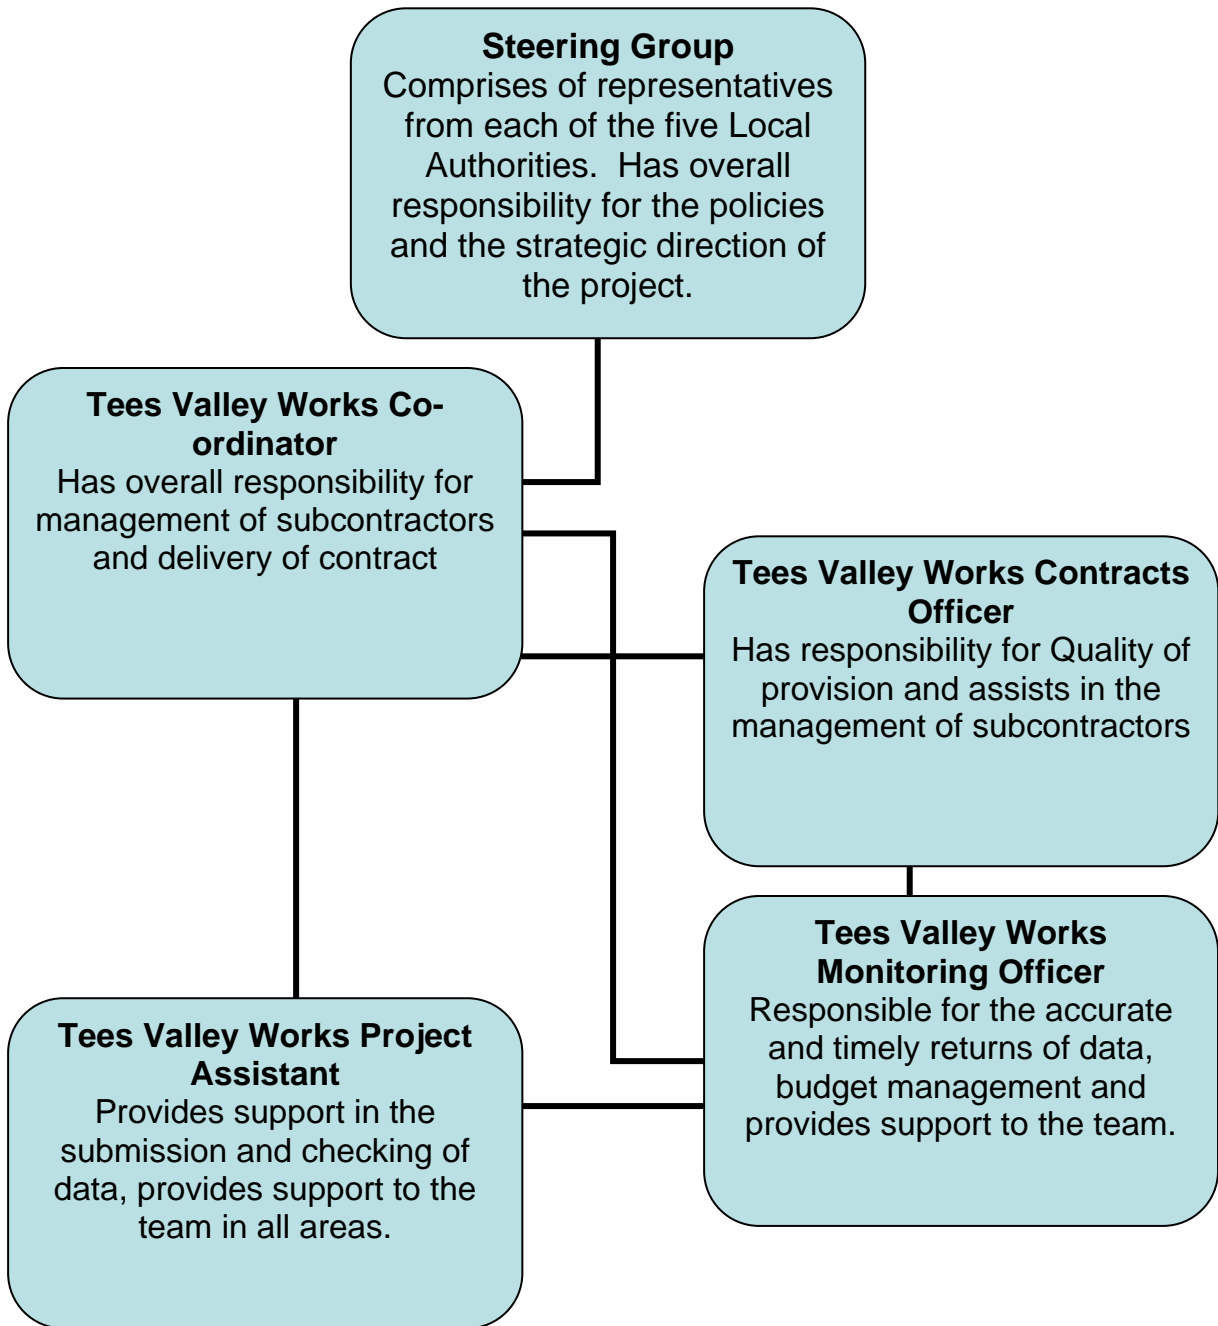 Steering Group
Comprises of representatives
from each of the five Local
Authorities.  Has overall
responsibility for the policies
and the strategic direction of
the project.
Tees Valley Works Co-
ordinator
Has overall responsibility for
management of subcontractors
and delivery of contract
Tees Valley Works Contracts
Officer
Has responsibility for Quality of
provision and assists in the
management of subcontractors
Tees Valley Works
Monitoring Officer
Responsible for the accurate
and timely returns of data,
budget management and
provides support to the team.
Tees Valley Works Project
Assistant
Provides support in the
submission and checking of
data, provides support to the
team in all areas.